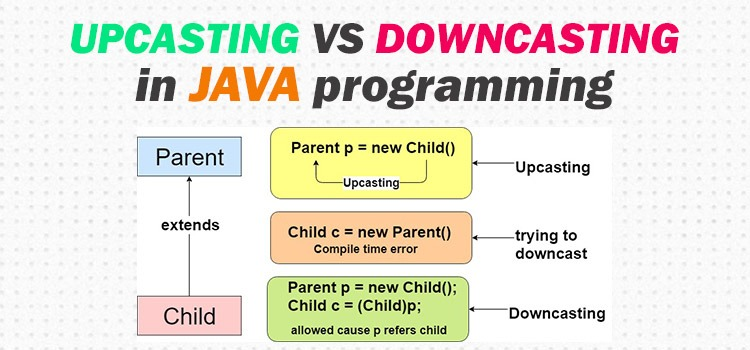 UPCASTING VS DOWNCASTING
in JAVA programming
Parent
extends
Child
Parent p = new Child()
Upcasting
Upcasting
Child c = new Parent()
Compile time error
trying to
downcast
Parent p = new Child();
Child c = (Child)p;
allowed cause p refers child
Downcasting